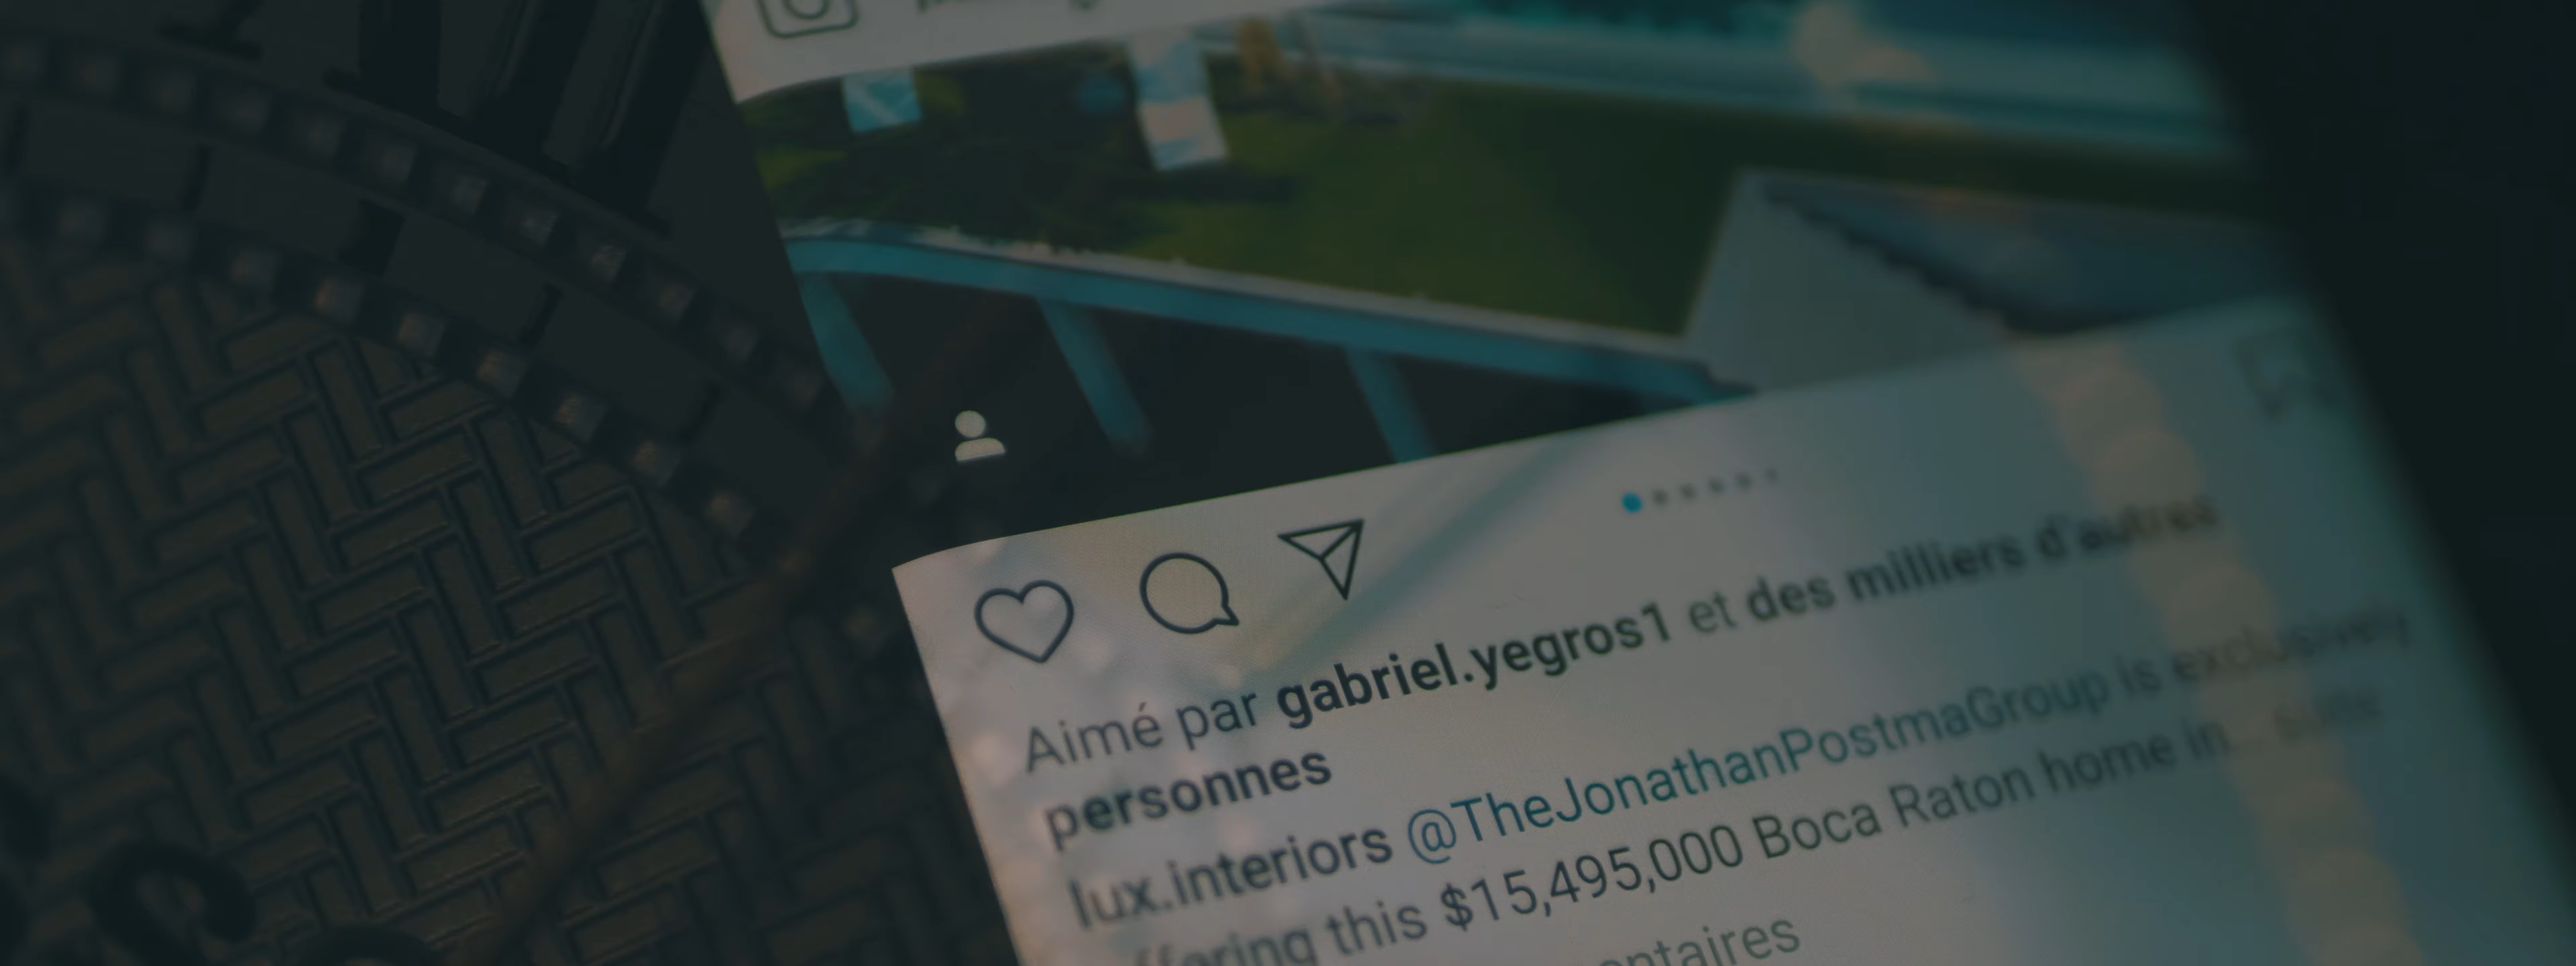 Aimé par gabriel.yegros1 et des milliers d'autres
personnes
lux.interiors @TheJonathanPostmaGroup is exclusively
offering this $15,495,000 Boca Raton home in... suite